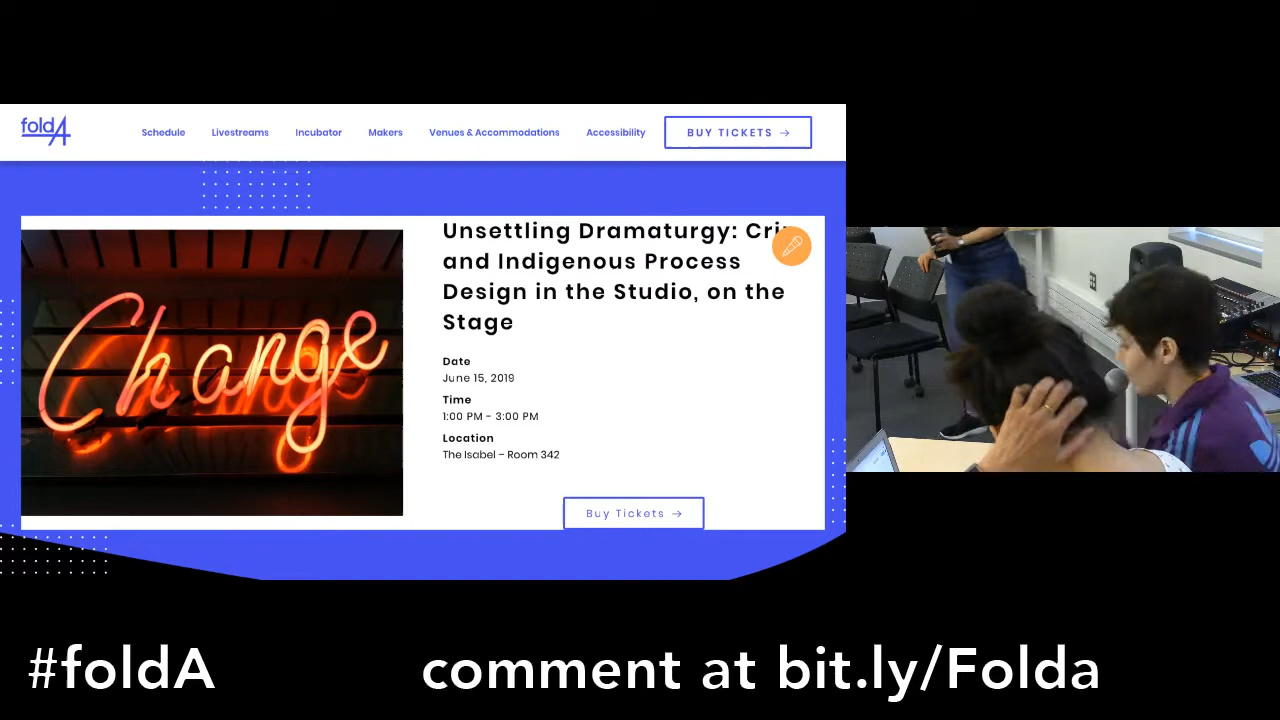 foldA
Schedule
Livestreams
Incubator
Makers
Venues & Accommodations
Accessibility
BUY TICKETS →
Change
Unsettling Dramaturgy: Crip
and Indigenous Process
Design in the Studio, on the
Stage
Date
June 15, 2019
Time
1:00 PM - 3:00 PM
Location
The Isabel – Room 342
Buy Tickets →
#foldA
comment at bit.ly/Folda